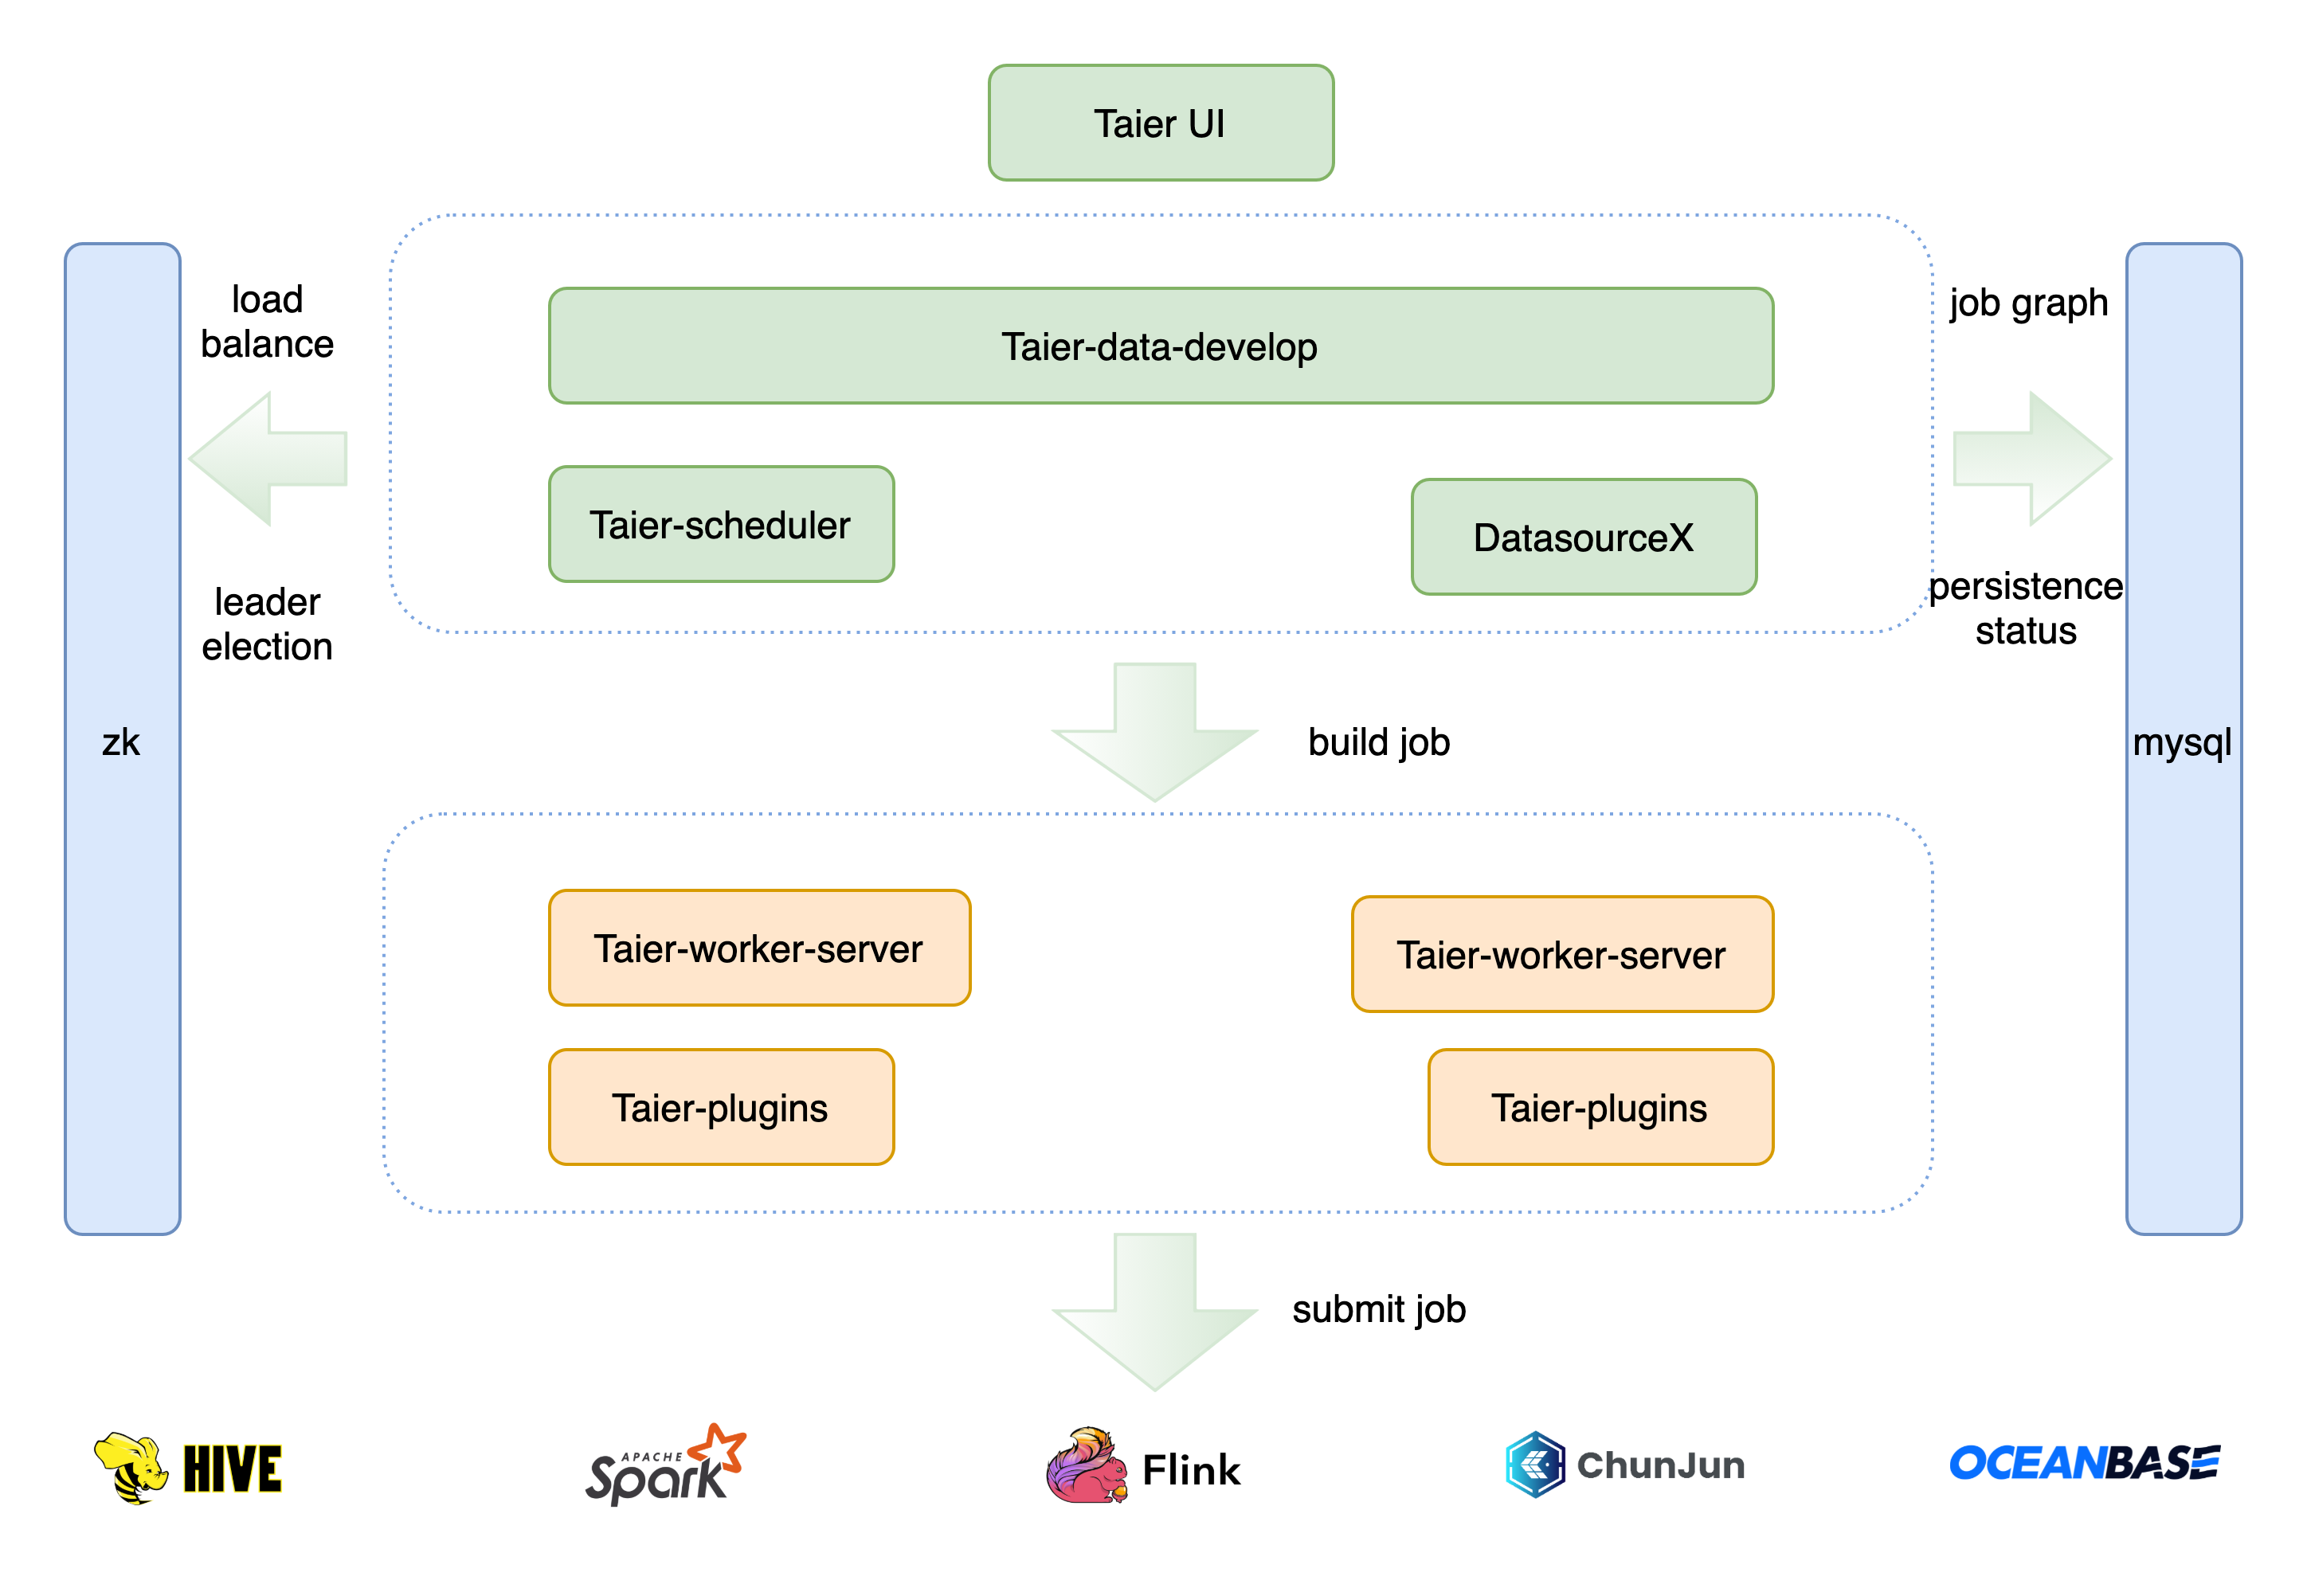 Taier UI
load
balance
job graph
Taier-data-develop
Taier-scheduler
DatasourceX
leader
election
persistence
status
zk
build job
mysql
Taier-worker-server
Taier-worker-server
Taier-plugins
Taier-plugins
submit job
HIVE
APACHE
Spark
Flink
ChunJun
OCEANBASE